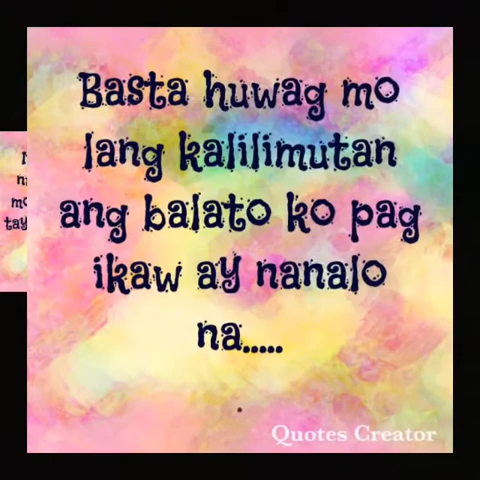 Basta huwag mo
lang kalilimutan
ang balato ko pag
ikaw ay nanalo
na.....
.
Quotes Creator